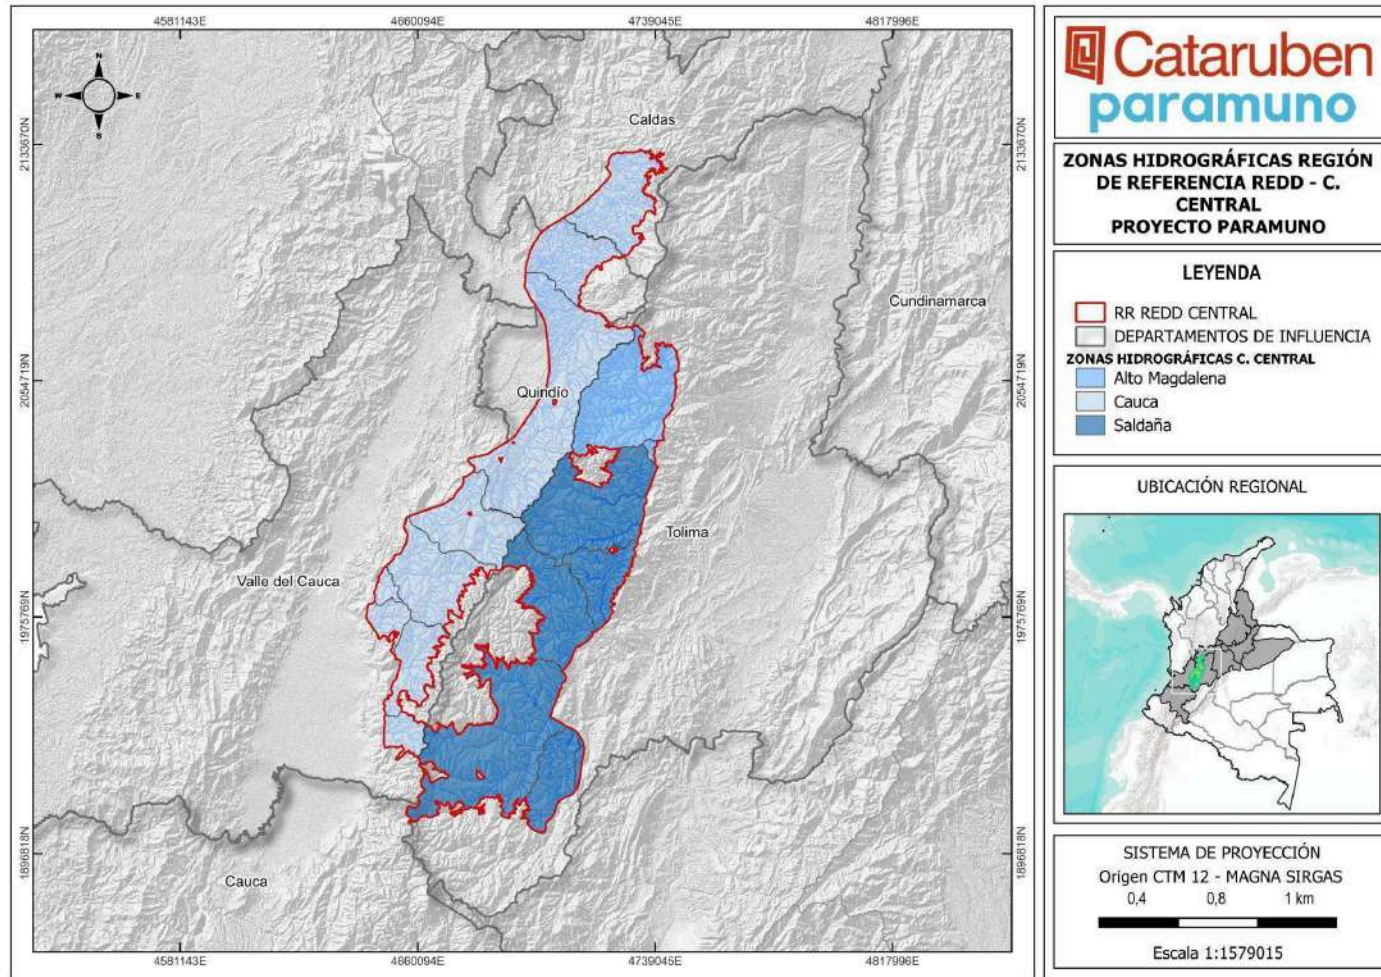 4581143E
4660094E
4739045E
4817996E
N
W
E
S
2133670N
2133670N
2054719N
2054719N
1975769N
1975769N
1896818N
1896818N
Caldas
Cundinamarca
Quindío
Tolima
Valle del Cauca
Cauca
4581143E
4660094E
4739045E
4817996E
Cataruben
paramuno
ZONAS HIDROGRÁFICAS REGIÓN
DE REFERENCIA REDD - C.
CENTRAL
PROYECTO PARAMUNO
LEYENDA
RR REDD CENTRAL
DEPARTAMENTOS DE INFLUENCIA
ZONAS HIDROGRÁFICAS C. CENTRAL
Alto Magdalena
Cauca
Saldaña
UBICACIÓN REGIONAL
SISTEMA DE PROYECCIÓN
Origen CTM 12 - MAGNA SIRGAS
0,4 0,8 1 km
Escala 1:1579015